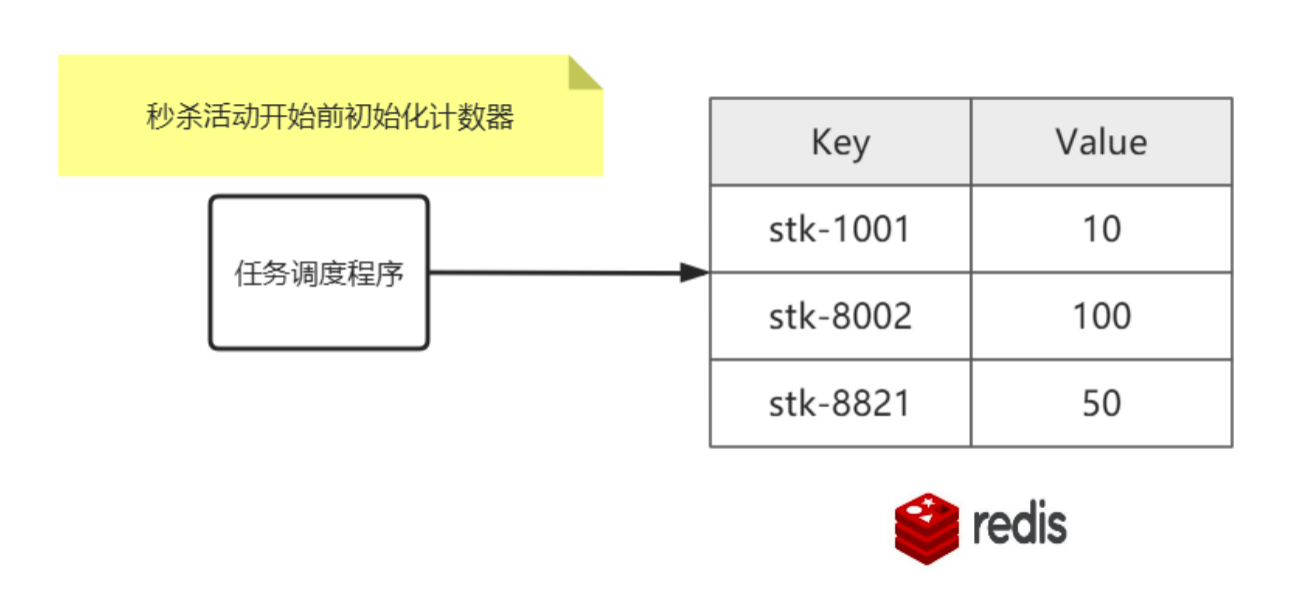 秒杀活动开始前初始化计数器
任务调度程序
Key Value
stk-1001 10
stk-8002 100
stk-8821 50
redis